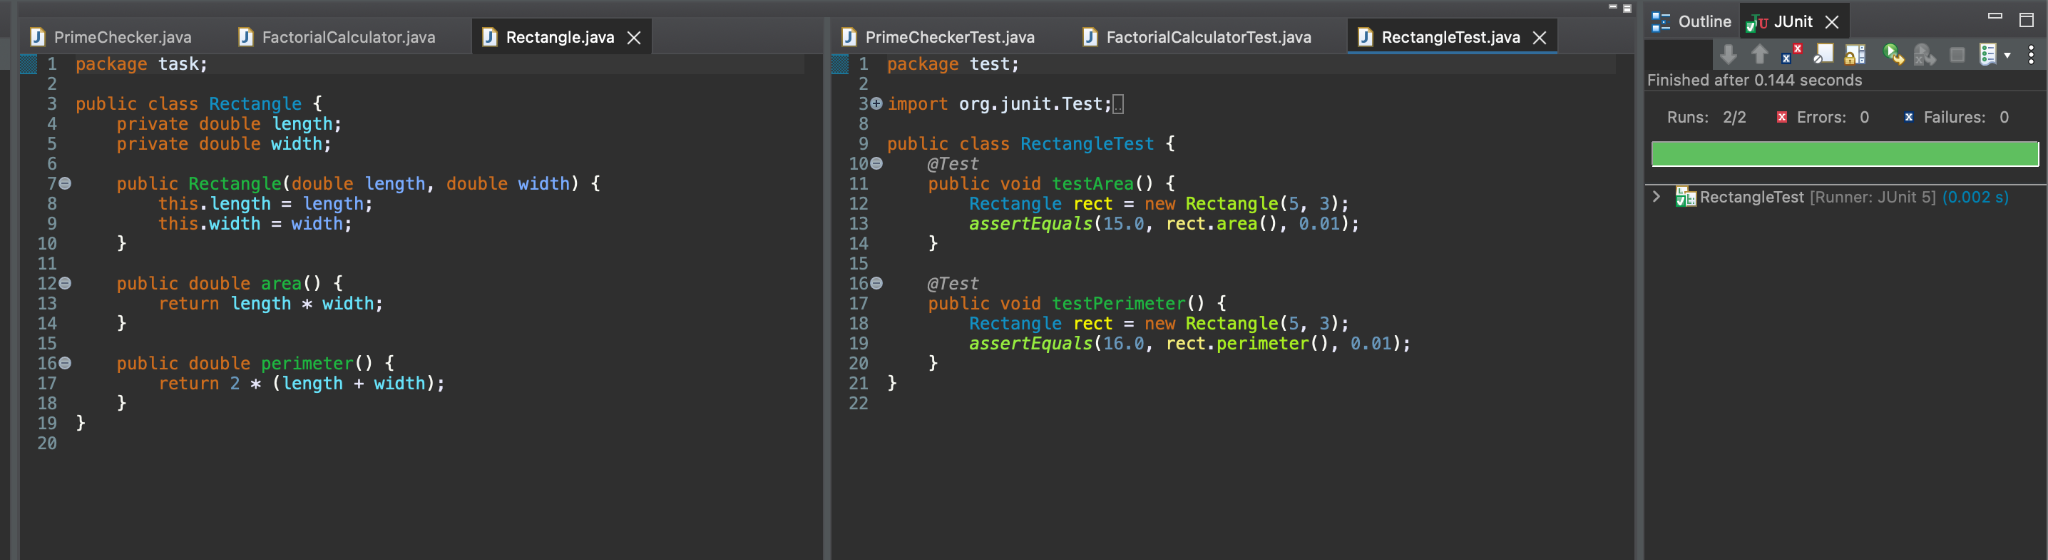 PrimeChecker.java FactorialCalculator.java Rectangle.java
1 package task;
2
3 public class Rectangle {
4     private double length;
5     private double width;
6
7     public Rectangle(double length, double width) {
8         this.length = length;
9         this.width = width;
10     }
11
12     public double area() {
13         return length * width;
14     }
15
16     public double perimeter() {
17         return 2 * (length + width);
18     }
19 }
20
PrimeCheckerTest.java FactorialCalculatorTest.java RectangleTest.java
1 package test;
2
3 import org.junit.Test;
8
9 public class RectangleTest {
10     @Test
11     public void testArea() {
12         Rectangle rect = new Rectangle(5, 3);
13         assertEquals(15.0, rect.area(), 0.01);
14     }
15
16     @Test
17     public void testPerimeter() {
18         Rectangle rect = new Rectangle(5, 3);
19         assertEquals(16.0, rect.perimeter(), 0.01);
20     }
21 }
22
Outline JUnit
Finished after 0.144 seconds
Runs: 2/2 Errors: 0 Failures: 0
RectangleTest [Runner: JUnit 5] (0.002 s)